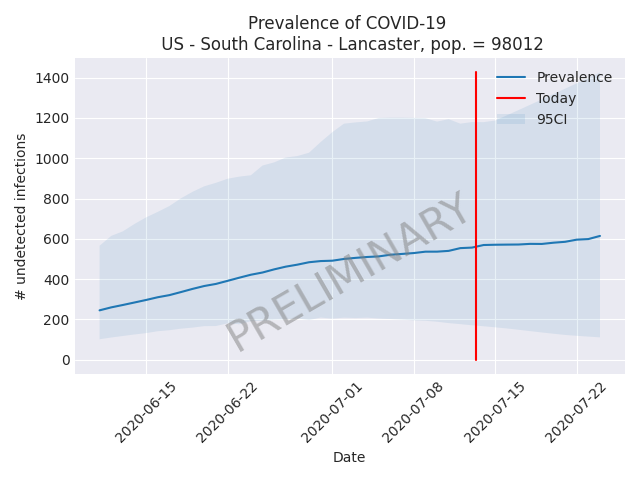 Prevalence of COVID-19
US - South Carolina - Lancaster, pop. = 98012
1400
1200
1000
800
600
400
200
0
# undetected infections
Prevalence
Today
95CI
PRELIMINARY
2020-06-15
2020-06-22
2020-07-01
2020-07-08
2020-07-15
2020-07-22
Date